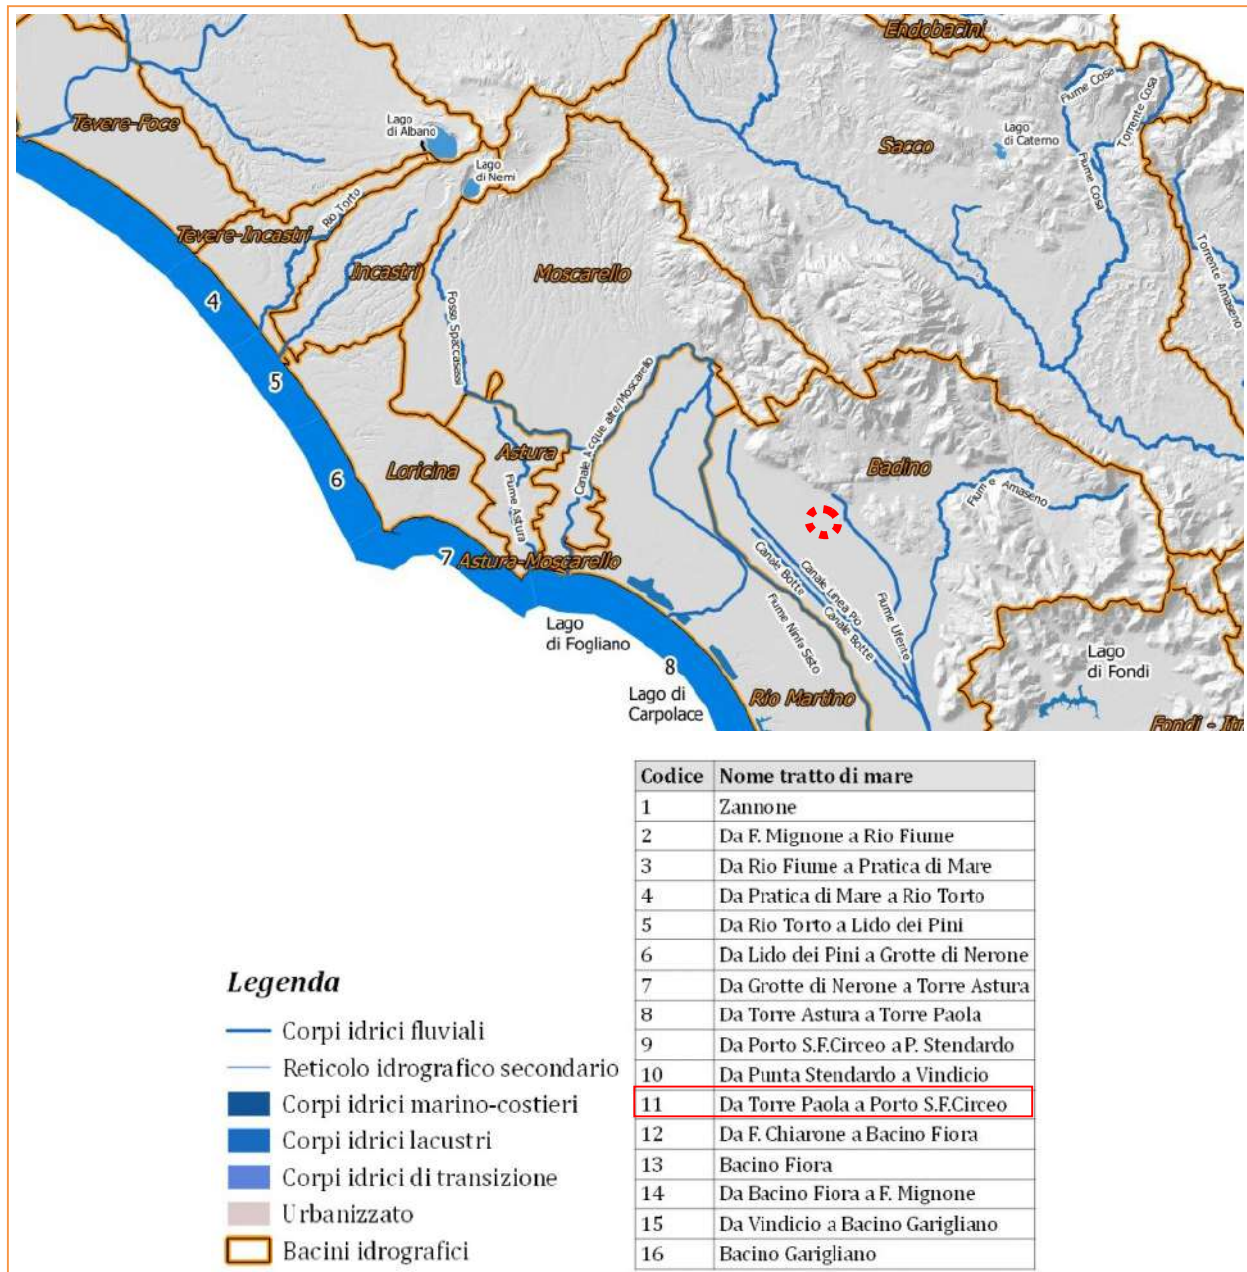 Endobacini
Fiume Cosa
Torrente Cosa
Tevere-Foce
Lago
di Albano
Lago
di Caterno
Sacco
Lago
di Nemi
Fiume Cosa
Rio Torto
Tevere-Incastri
Torrente Amaseno
Incastri
Moscarello
4
Fosso Spaccasassi
5
Canale Acque alte/Moscarello
Astura
Loricina
Badino
6
Fiume Amaseno
Fiume Astura
7
Astura-Moscarello
Canale Botte
Canale Linea Pio
Fiume Ninfa Sisto
Canale Botte
Fiume Ufente
Lago
di Fogliano
8
Lago
di Fondi
Lago di
Carpolace
Rio Martino
Fondi - Itr
Codice Nome tratto di mare
1 Zannone
2 Da F. Mignone a Rio Fiume
3 Da Rio Fiume a Pratica di Mare
4 Da Pratica di Mare a Rio Torto
5 Da Rio Torto a Lido dei Pini
6 Da Lido dei Pini a Grotte di Nerone
7 Da Grotte di Nerone a Torre Astura
8 Da Torre Astura a Torre Paola
9 Da Porto S.F.Circeo a P. Stendardo
10 Da Punta Stendardo a Vindicio
11 Da Torre Paola a Porto S.F.Circeo
12 Da F. Chiarone a Bacino Fiora
13 Bacino Fiora
14 Da Bacino Fiora a F. Mignone
15 Da Vindicio a Bacino Garigliano
16 Bacino Garigliano
Legenda
Corpi idrici fluviali
Reticolo idrografico secondario
Corpi idrici marino-costieri
Corpi idrici lacustri
Corpi idrici di transizione
Urbanizzato
Bacini idrografici